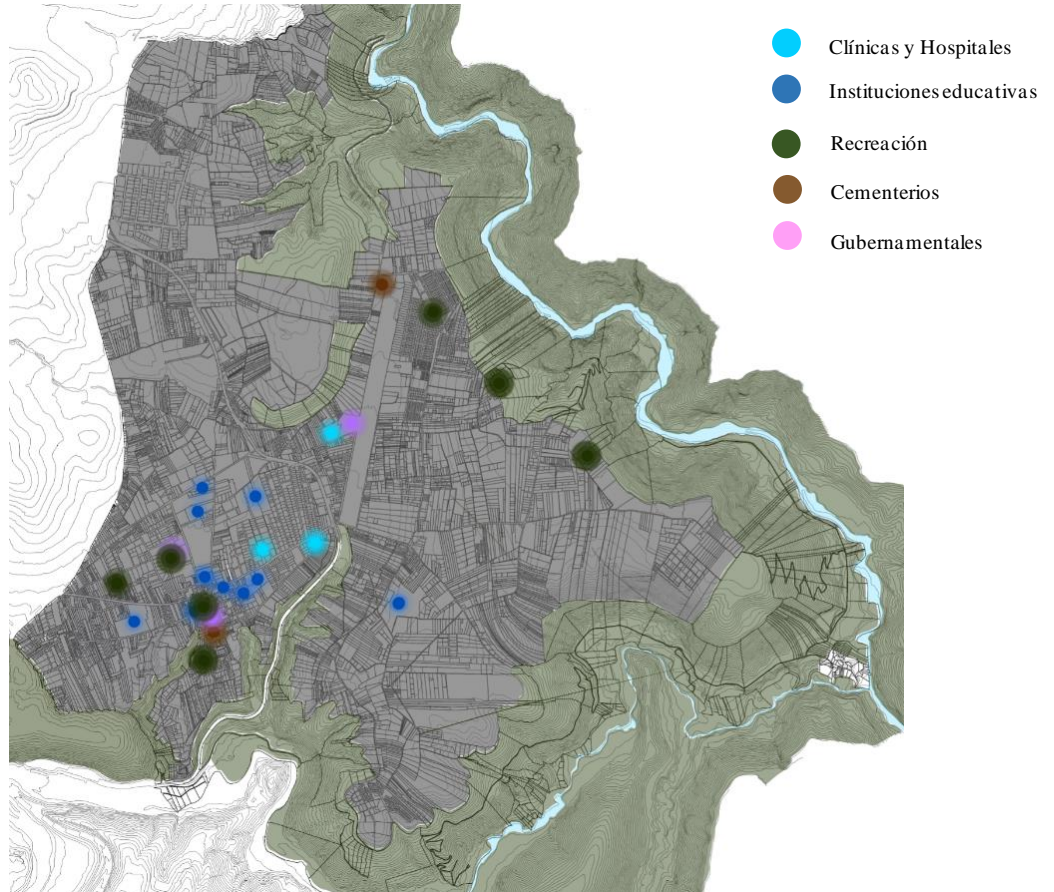 Clínicas y Hospitales
Instituciones educativas
Recreación
Cementerios
Gubernamentales